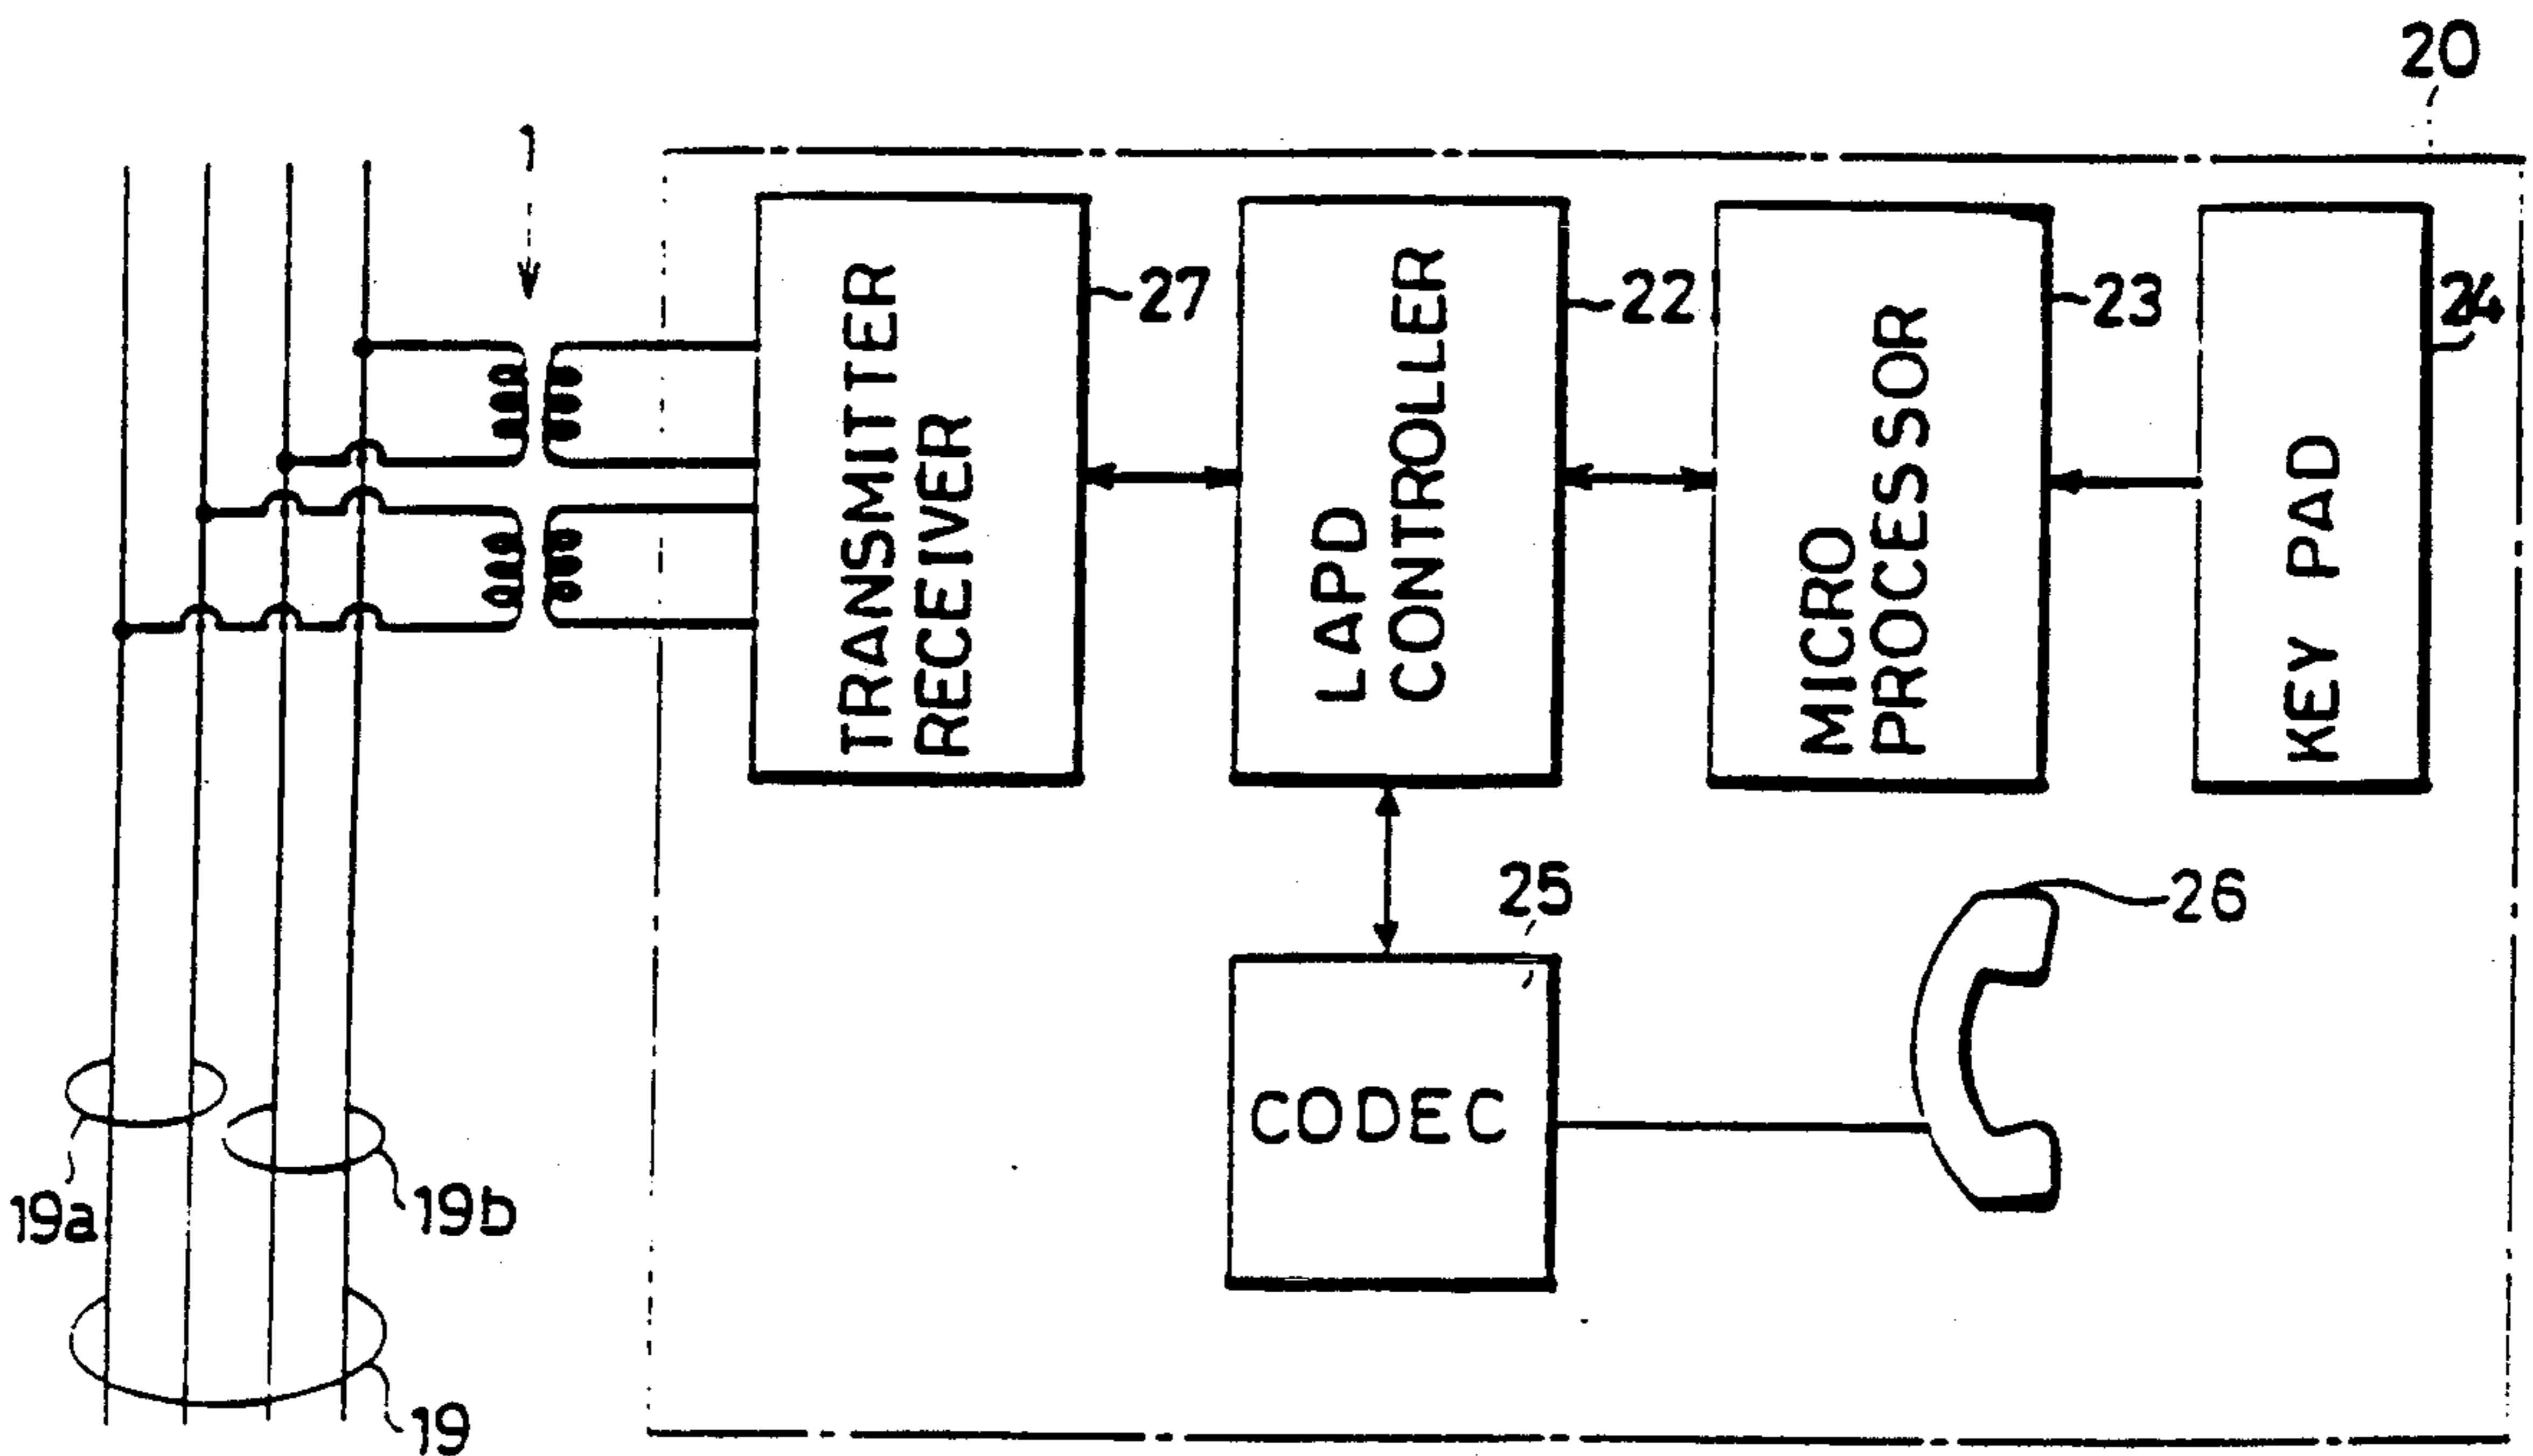 20
1
TRANSMITTER
RECEIVER
27
LAPD
CONTROLLER
22
MICRO
PROCESSOR
23
KEY PAD
24
25
CODEC
26
19a
19b
19